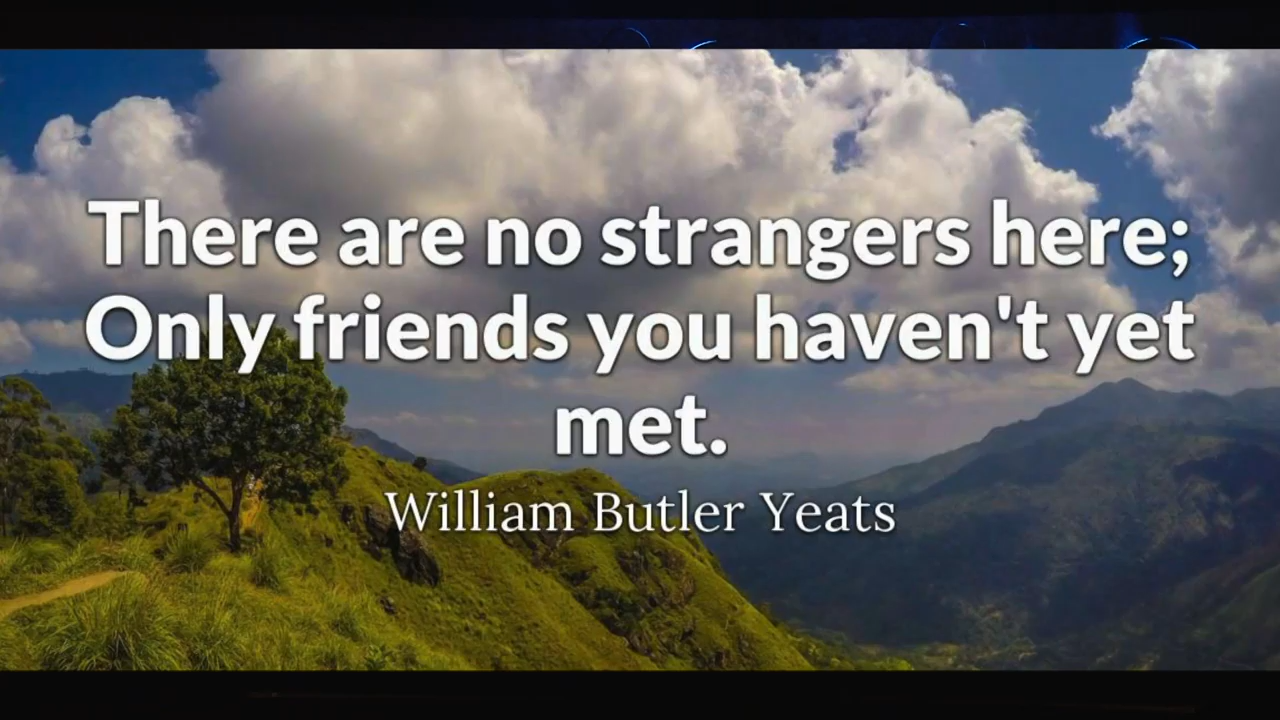 There are no strangers here;
Only friends you haven't yet
met.
William Butler Yeats